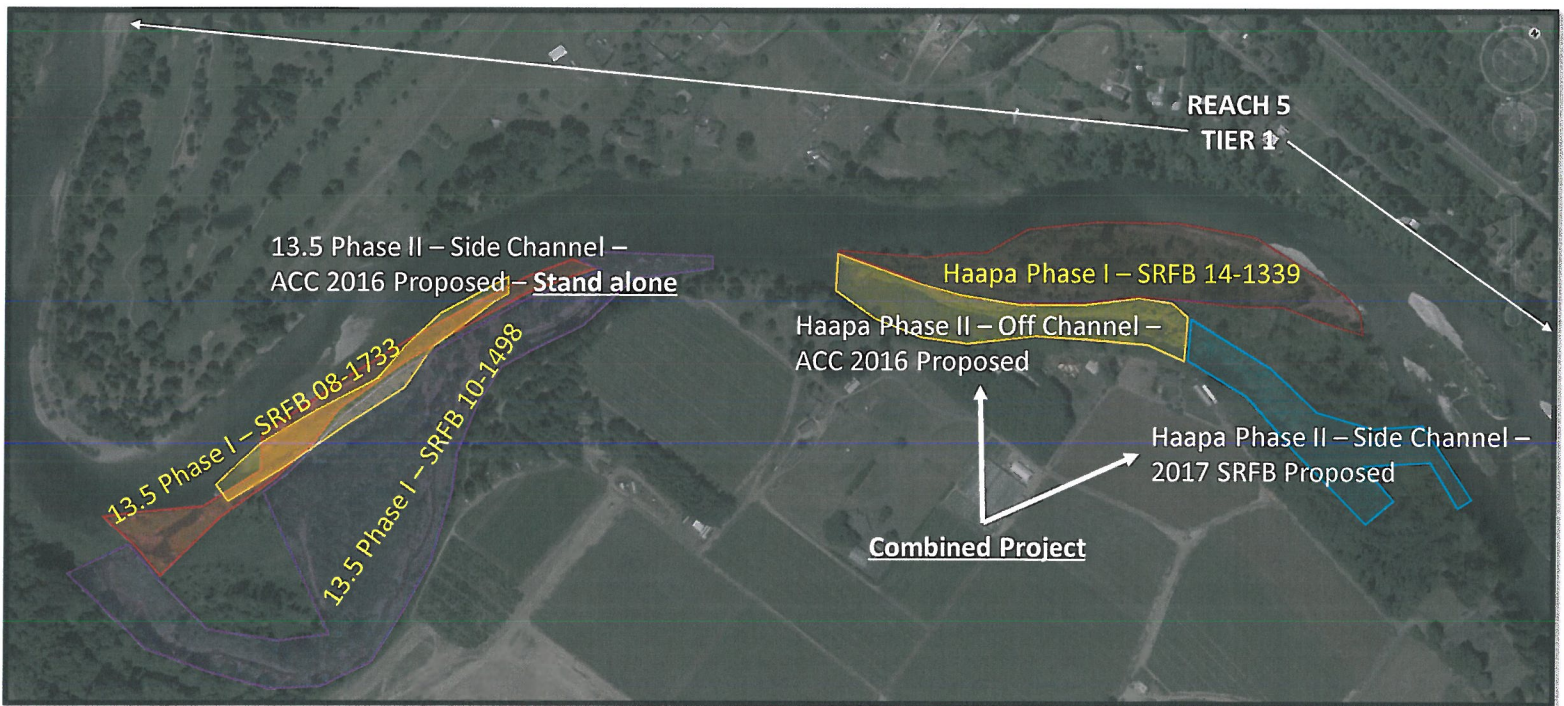 REACH 5
TIER 1
13.5 Phase II – Side Channel –
ACC 2016 Proposed – Stand alone
13.5 Phase I – SRFB 08-1733
13.5 Phase I – SRFB 10-1498
Haapa Phase I – SRFB 14-1339
Haapa Phase II – Off Channel –
ACC 2016 Proposed
Haapa Phase II – Side Channel –
2017 SRFB Proposed
Combined Project